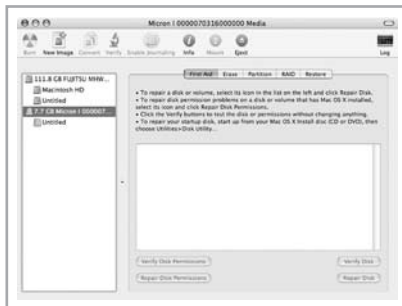 Micron I 0000070316000000 Media
Burn New Image Convert Verify Enable Journaling Info Mount Eject Log
First Aid Erase Partition RAID Restore
111.8 GB FUJITSU MHW...
Macintosh HD
Untitled
7.7 GB Micron I 000007...
Untitled
• To repair a disk or volume, select its icon in the list on the left and click Repair Disk.
• To repair disk permission problems on a disk or volume that has Mac OS X installed,
select its icon and click Repair Disk Permissions.
• Click the Verify buttons to test the disk or permissions without changing anything.
• To repair your startup disk, start up from your Mac OS X Install disc (CD or DVD), then
choose Utilities>Disk Utility...
Verify Disk Permissions Verify Disk
Repair Disk Permissions Repair Disk